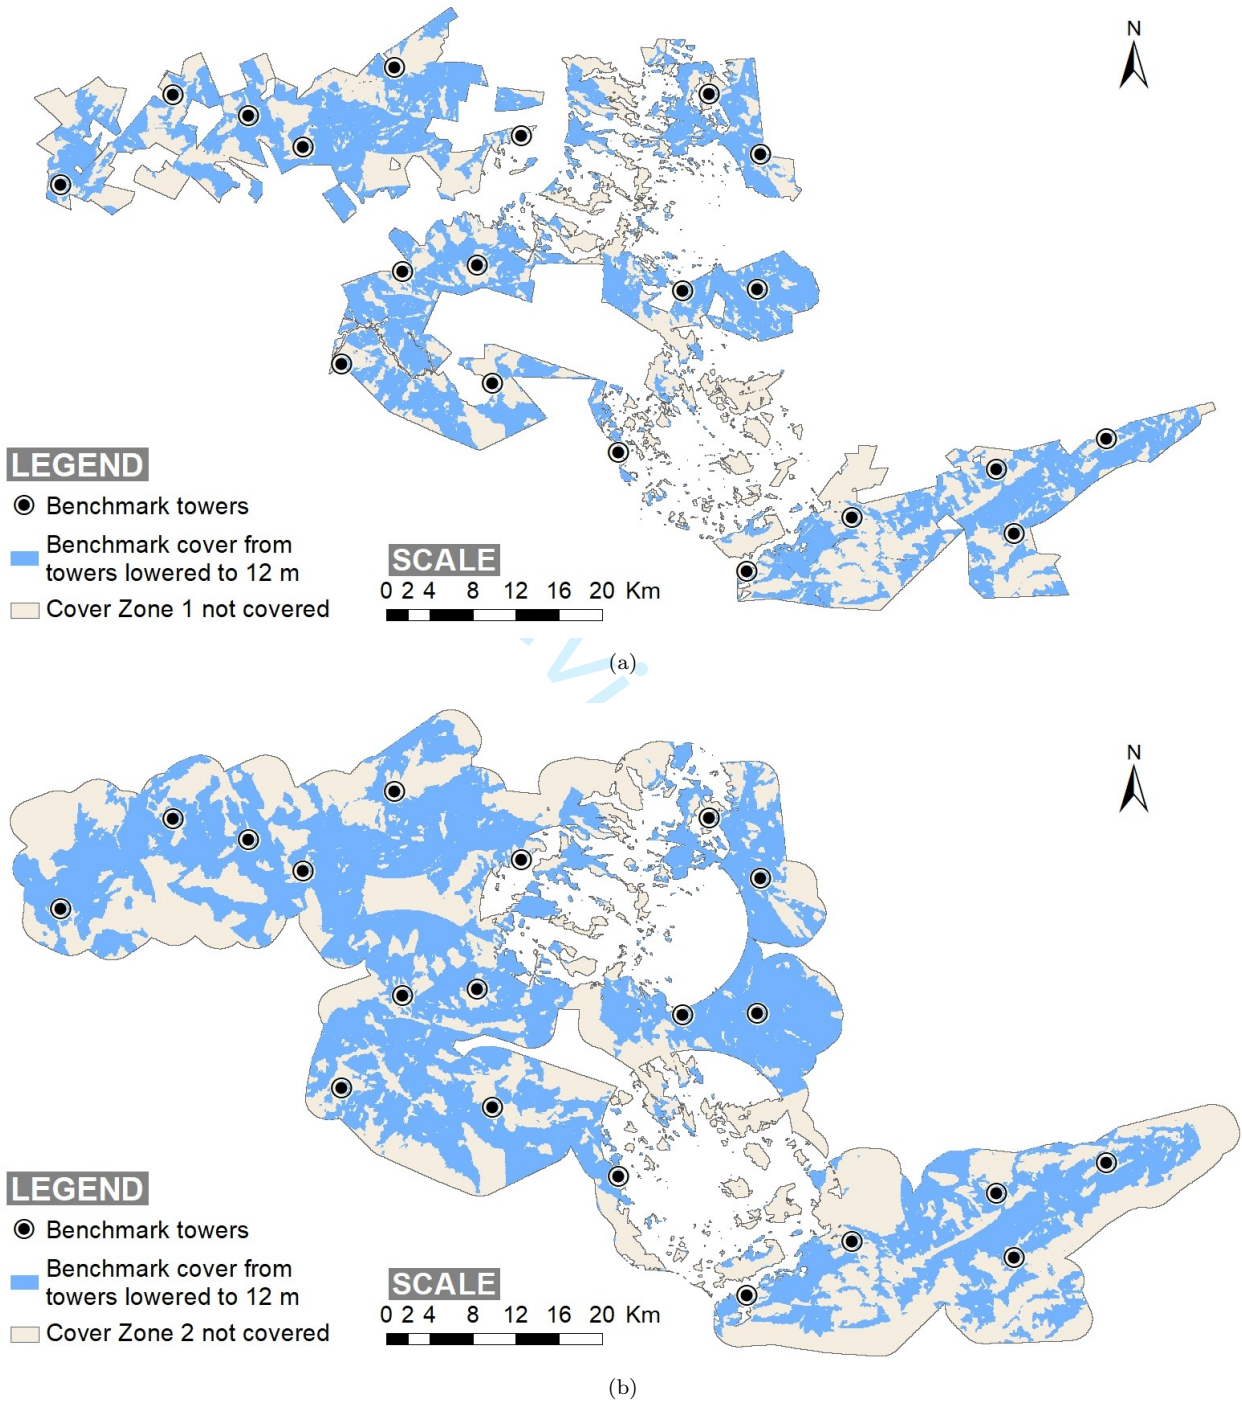 N
LEGEND
Benchmark towers
Benchmark cover from
towers lowered to 12 m
Cover Zone 1 not covered
SCALE
0 2 4 8 12 16 20 Km
(a)
N
LEGEND
Benchmark towers
Benchmark cover from
towers lowered to 12 m
Cover Zone 2 not covered
SCALE
0 2 4 8 12 16 20 Km
(b)